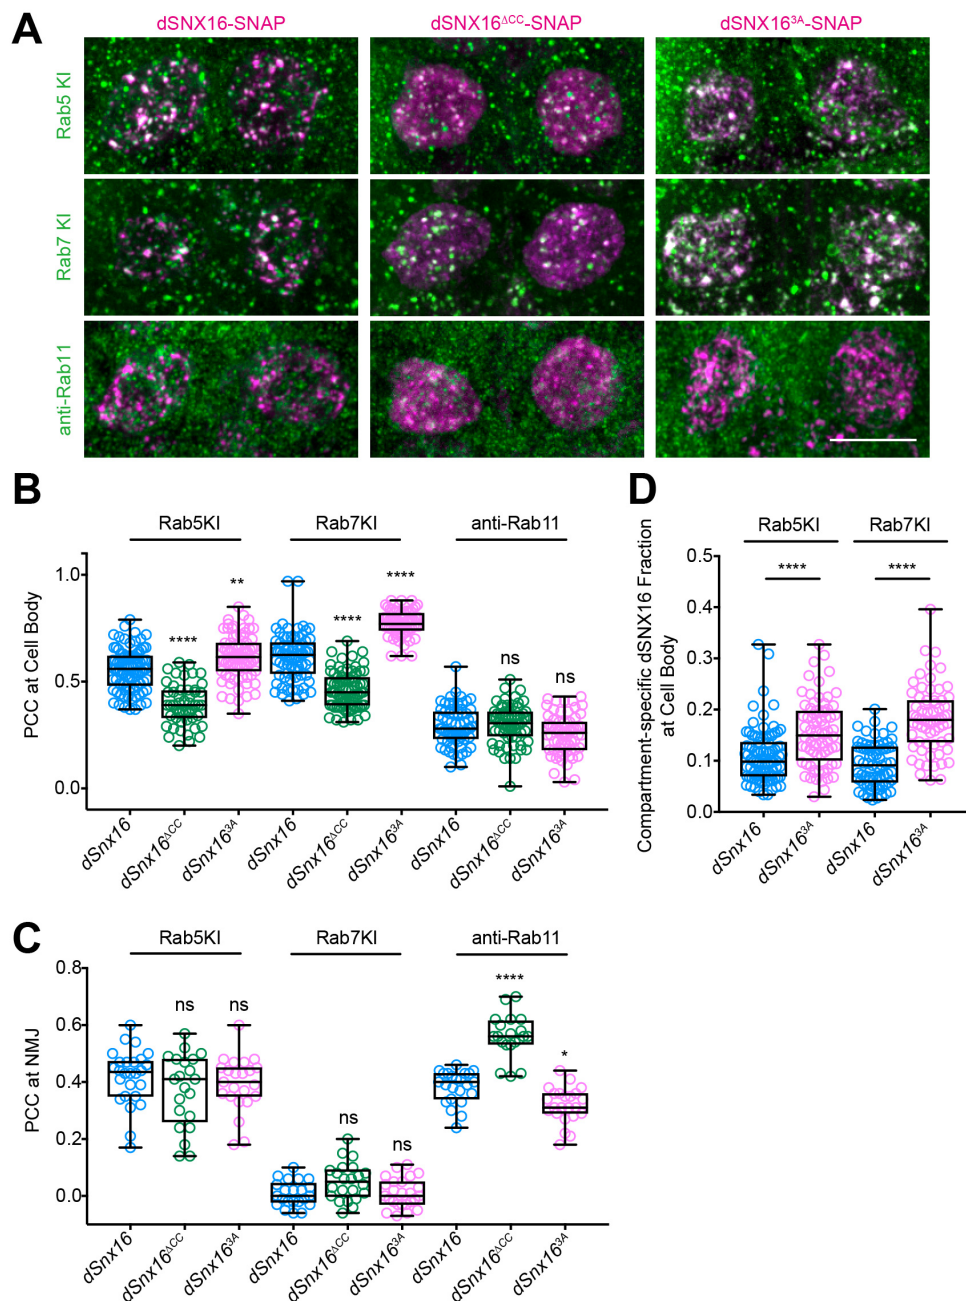 A
dSNX16-SNAP
dSNX16ΔCC-SNAP
dSNX163A-SNAP
Rab5 KI
Rab7 KI
anti-Rab11
B
Rab5KI
Rab7KI
anti-Rab11
PCC at Cell Body
1.0
0.5
0.0
****
**
****
****
ns
ns
dSnx16
dSnx16ΔCC
dSnx163A
dSnx16
dSnx16ΔCC
dSnx163A
dSnx16
dSnx16ΔCC
dSnx163A
D
Rab5KI
Rab7KI
Compartment-specific dSNX16 Fraction
at Cell Body
0.5
0.4
0.3
0.2
0.1
0.0
****
****
dSnx16
dSnx163A
dSnx16
dSnx163A
C
Rab5KI
Rab7KI
anti-Rab11
PCC at NMJ
0.8
0.6
0.4
0.2
0.0
ns
ns
ns
ns
****
*
dSnx16
dSnx16ΔCC
dSnx163A
dSnx16
dSnx16ΔCC
dSnx163A
dSnx16
dSnx16ΔCC
dSnx163A